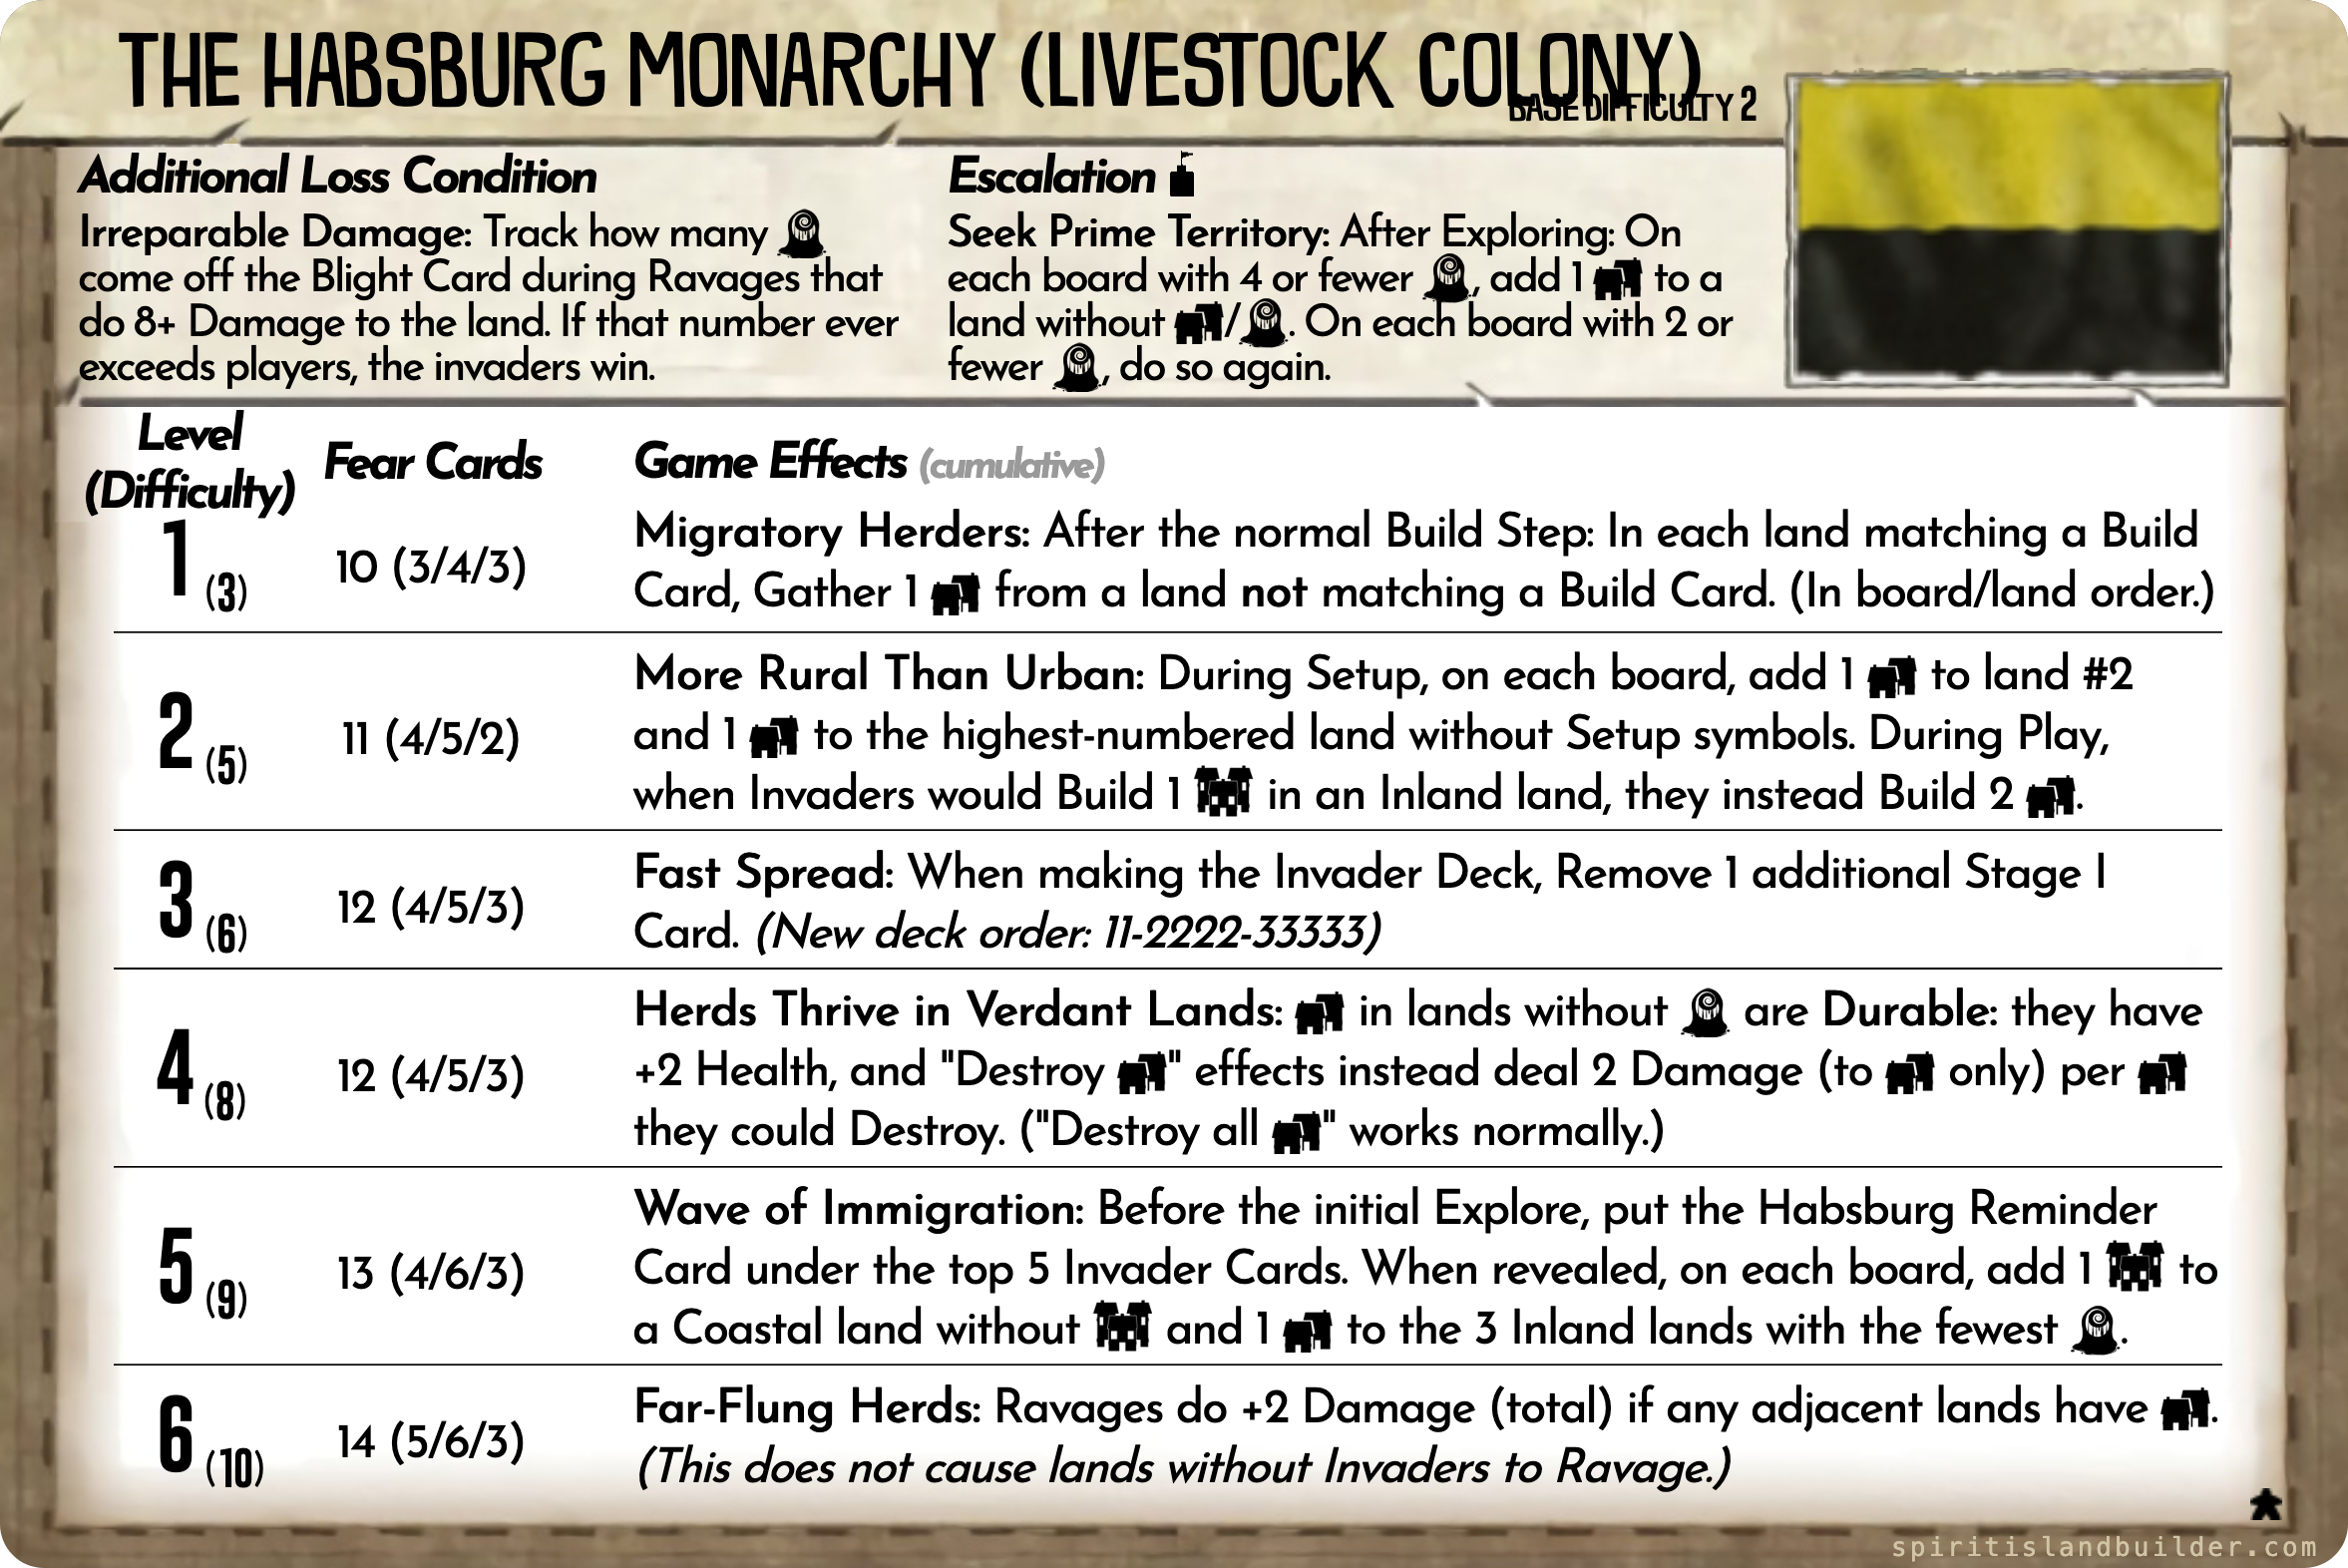 THE HABSBURG MONARCHY (LIVESTOCK COLONY)
BASE DIFFICULTY 2
Additional Loss Condition
Irreparable Damage: Track how many
come off the Blight Card during Ravages that
do 8+ Damage to the land. If that number ever
exceeds players, the invaders win.
Escalation
Seek Prime Territory: After Exploring: On
each board with 4 or fewer , add 1 to a
land without / . On each board with 2 or
fewer , do so again.
Level
(Difficulty)
Fear Cards
Game Effects (cumulative)
1 (3)
10 (3/4/3)
Migratory Herders: After the normal Build Step: In each land matching a Build
Card, Gather 1 from a land not matching a Build Card. (In board/land order.)
2 (5)
11 (4/5/2)
More Rural Than Urban: During Setup, on each board, add 1 to land #2
and 1 to the highest-numbered land without Setup symbols. During Play,
when Invaders would Build 1 in an Inland land, they instead Build 2 .
3 (6)
12 (4/5/3)
Fast Spread: When making the Invader Deck, Remove 1 additional Stage I
Card. (New deck order: 11-2222-33333)
4 (8)
12 (4/5/3)
Herds Thrive in Verdant Lands: in lands without are Durable: they have
+2 Health, and "Destroy " effects instead deal 2 Damage (to only) per
they could Destroy. ("Destroy all " works normally.)
5 (9)
13 (4/6/3)
Wave of Immigration: Before the initial Explore, put the Habsburg Reminder
Card under the top 5 Invader Cards. When revealed, on each board, add 1 to
a Coastal land without and 1 to the 3 Inland lands with the fewest .
6 (10)
14 (5/6/3)
Far-Flung Herds: Ravages do +2 Damage (total) if any adjacent lands have .
(This does not cause lands without Invaders to Ravage.)
spiritislandbuilder.com